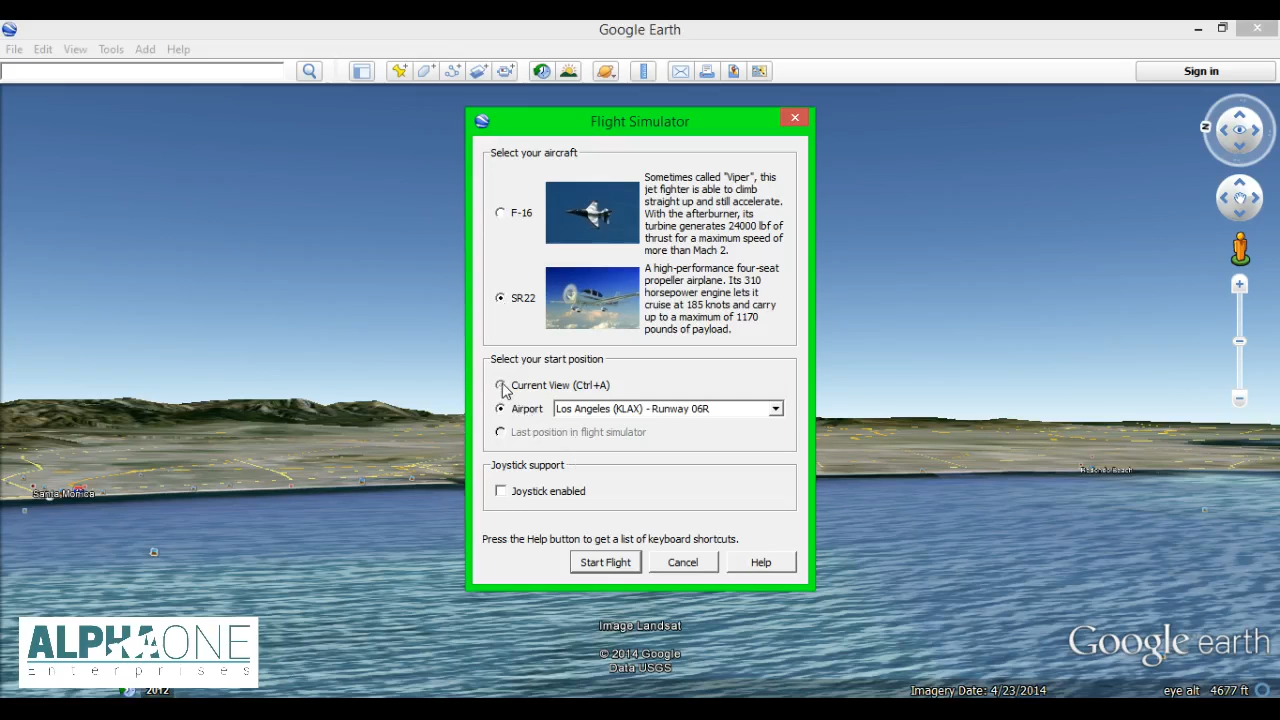 Google Earth
File Edit View Tools Add Help
Sign in
Flight Simulator
Select your aircraft
F-16
Sometimes called "Viper", this
jet fighter is able to climb
straight up and still accelerate.
With the afterburner, its
turbine generates 24000 lbf of
thrust for a maximum speed of
more than Mach 2.
SR22
A high-performance four-seat
propeller airplane. Its 310
horsepower engine lets it
cruise at 185 knots and carry
up to a maximum of 1170
pounds of payload.
Select your start position
Current View (Ctrl+A)
Airport Los Angeles (KLAX) - Runway 06R
Last position in flight simulator
Joystick support
Joystick enabled
Press the Help button to get a list of keyboard shortcuts.
Start Flight Cancel Help
N
Santa Monica
Image Landsat
© 2014 Google
Data USGS
ALPHAONE
enterprises
2012
Google earth
Imagery Date: 4/23/2014 eye alt 4677 ft